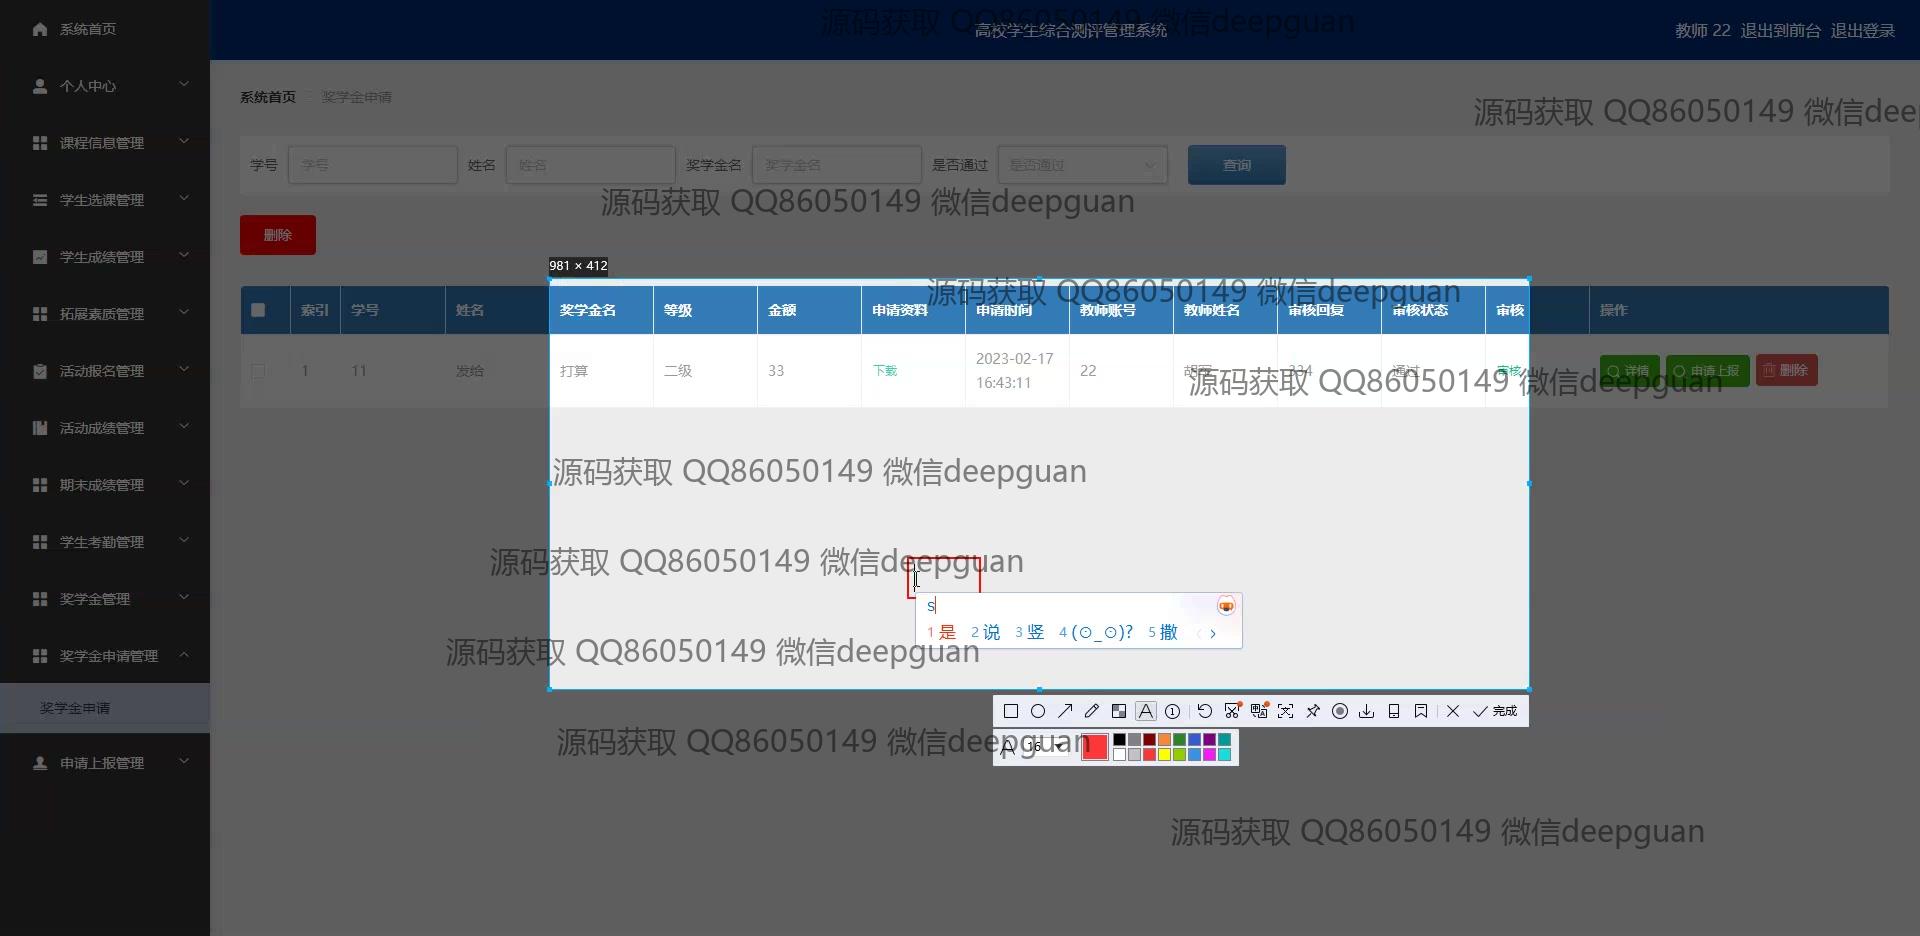 系统首页
个人中心
课程信息管理
学生选课管理
学生成绩管理
拓展素质管理
活动报名管理
活动成绩管理
期末成绩管理
学生考勤管理
奖学金管理
奖学金申请管理
奖学金申请
申请上报管理
源码获取 QQ86050149 微信deepguan
高校学生综合测评管理系统
教师 22 退出到前台 退出登录
系统首页 奖学金申请
源码获取 QQ86050149 微信deep
学号 学号 姓名 姓名 奖学金名 奖学金名 是否通过 是否通过 查询
源码获取 QQ86050149 微信deepguan
删除
981 × 412
源码获取 QQ86050149 微信deepguan
索引 学号 姓名 奖学金名 等级 金额 申请资料 申请时间 教师账号 教师姓名 审核回复 审核状态 审核 操作
1 11 发给 打算 二级 33 下载 2023-02-17 16:43:11 22 334 通过 审核 详情 申请上报 删除
源码获取 QQ86050149 微信deepguan
源码获取 QQ86050149 微信deepguan
源码获取 QQ86050149 微信deepguan
s
1 是 2 说 3 竖 4 (⊙_⊙)? 5 撒
源码获取 QQ86050149 微信deepguan
完成
源码获取 QQ86050149 微信deepguan
A 16
源码获取 QQ86050149 微信deepguan